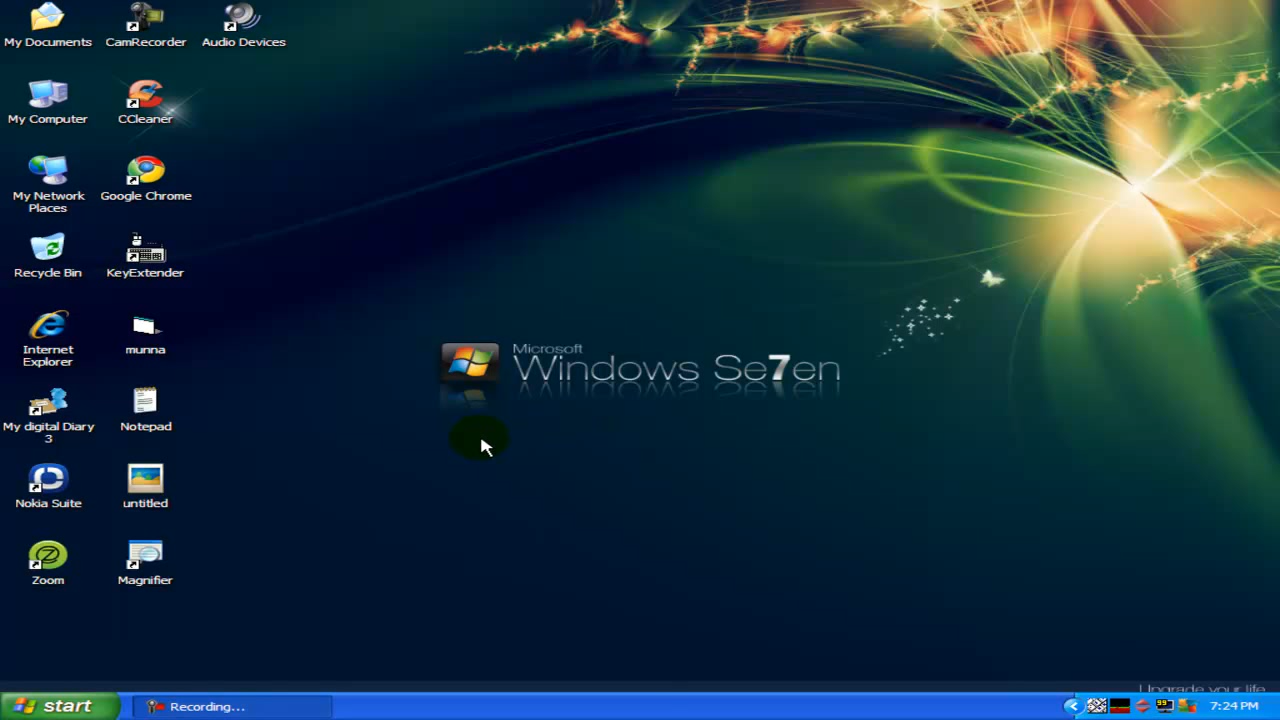 My Documents
CamRecorder
Audio Devices
My Computer
CCleaner
My Network
Places
Google Chrome
Recycle Bin
KeyExtender
Internet
Explorer
munna
My digital Diary
3
Notepad
Nokia Suite
untitled
Zoom
Magnifier
Microsoft
Windows Se7en
Upgrade your life
start
Recording...
99
7:24 PM